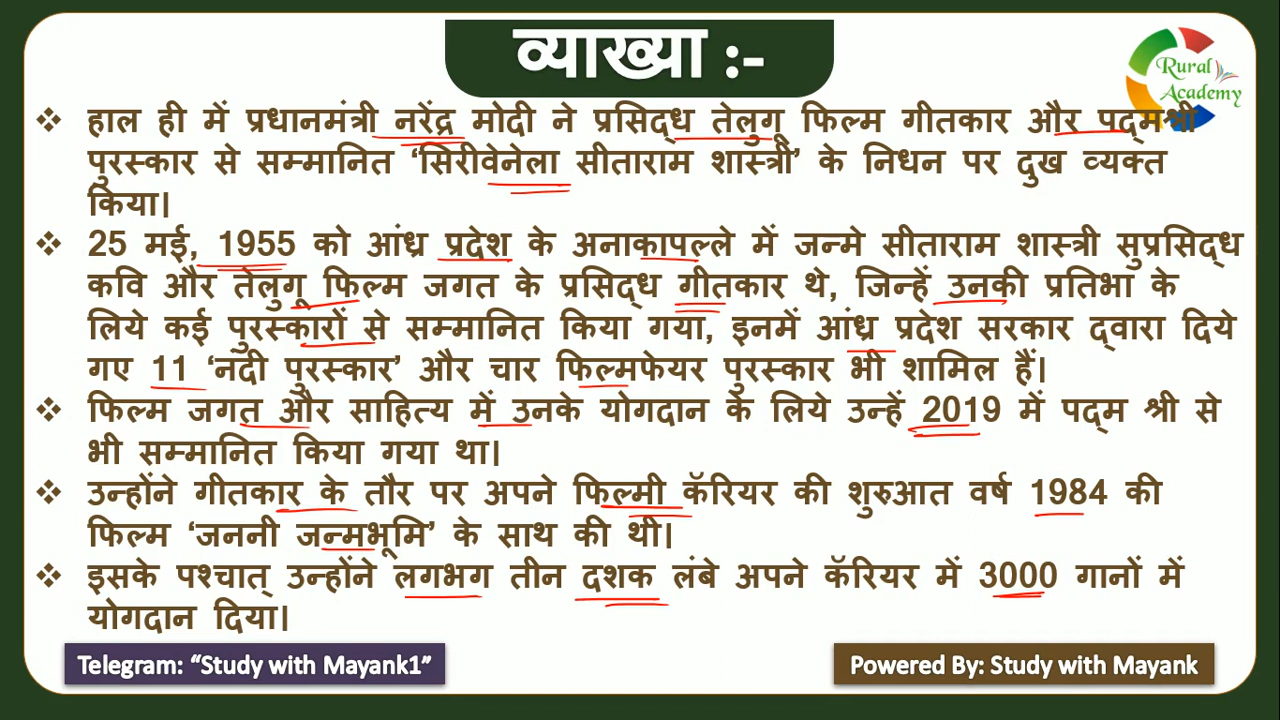 व्याख्या :-
Rural
Academy
❖ हाल ही में प्रधानमंत्री नरेंद्र मोदी ने प्रसिद्ध तेलुगू फिल्म गीतकार और पद्मश्री
पुरस्कार से सम्मानित ‘सिरीवेनेला सीताराम शास्त्री’ के निधन पर दुख व्यक्त
किया।
❖ 25 मई, 1955 को आंध्र प्रदेश के अनाकापल्ले में जन्मे सीताराम शास्त्री सुप्रसिद्ध
कवि और तेलुगू फिल्म जगत के प्रसिद्ध गीतकार थे, जिन्हें उनकी प्रतिभा के
लिये कई पुरस्कारों से सम्मानित किया गया, इनमें आंध्र प्रदेश सरकार द्वारा दिये
गए 11 ‘नंदी पुरस्कार’ और चार फिल्मफेयर पुरस्कार भी शामिल हैं।
❖ फिल्म जगत और साहित्य में उनके योगदान के लिये उन्हें 2019 में पद्म श्री से
भी सम्मानित किया गया था।
❖ उन्होंने गीतकार के तौर पर अपने फिल्मी कॅरियर की शुरुआत वर्ष 1984 की
फिल्म ‘जननी जन्मभूमि’ के साथ की थी।
❖ इसके पश्चात् उन्होंने लगभग तीन दशक लंबे अपने कॅरियर में 3000 गानों में
योगदान दिया।
Telegram: “Study with Mayank1”
Powered By: Study with Mayank